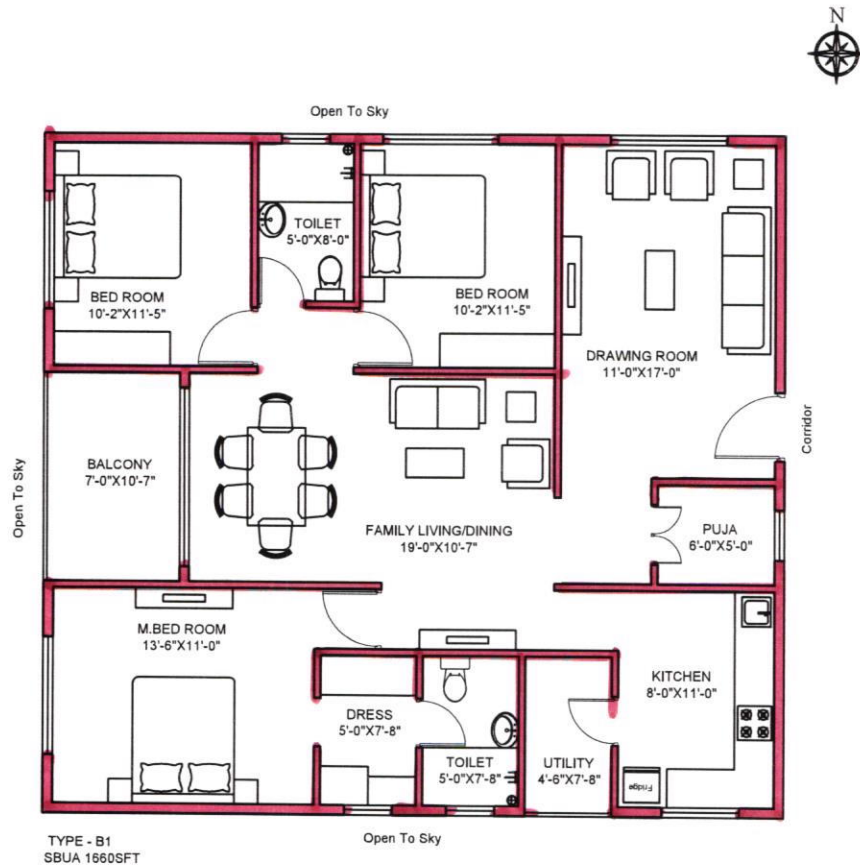 N
Open To Sky
TOILET
5'-0"X8'-0"
BED ROOM
10'-2"X11'-5"
BED ROOM
10'-2"X11'-5"
DRAWING ROOM
11'-0"X17'-0"
Corridor
BALCONY
7'-0"X10'-7"
Open To Sky
FAMILY LIVING/DINING
19'-0"X10'-7"
PUJA
6'-0"X5'-0"
M.BED ROOM
13'-6"X11'-0"
KITCHEN
8'-0"X11'-0"
DRESS
5'-0"X7'-8"
TOILET
5'-0"X7'-8"
UTILITY
4'-6"X7'-8"
Fridge
Open To Sky
TYPE - B1
SBUA 1660SFT